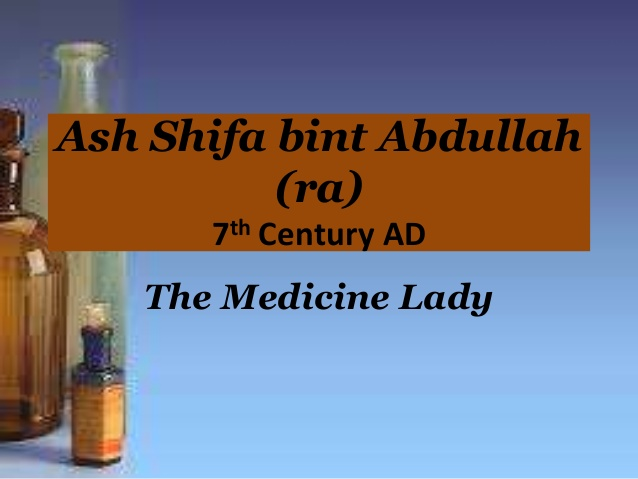 Ash Shifa bint Abdullah
(ra)
7th Century AD
The Medicine Lady